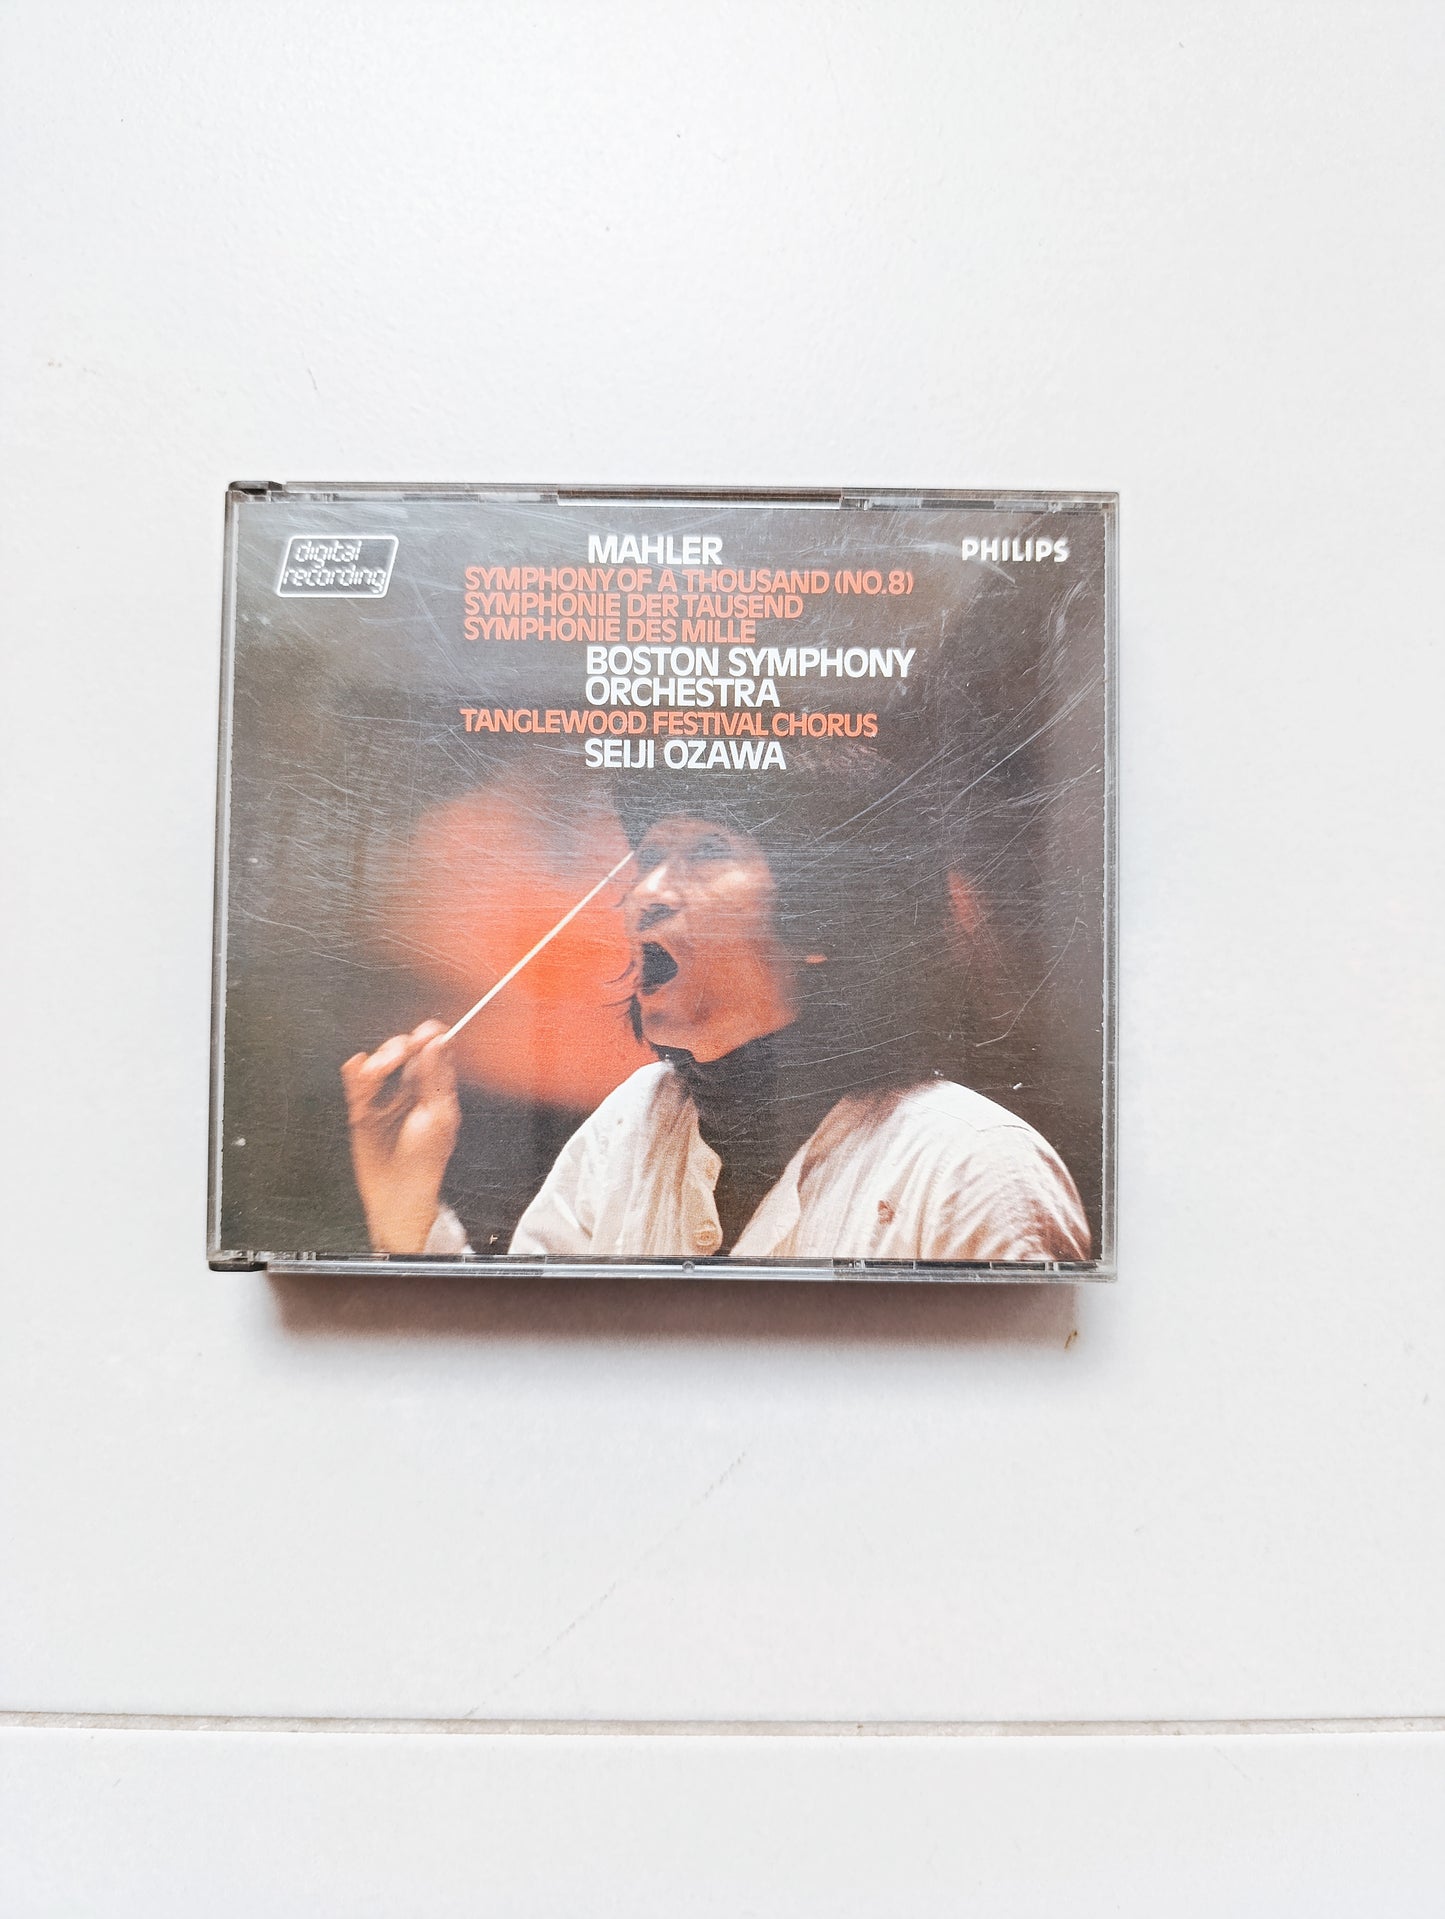 digital
recording
MAHLER
PHILIPS
SYMPHONY OF A THOUSAND (NO.8)
SYMPHONIE DER TAUSEND
SYMPHONIE DES MILLE
BOSTON SYMPHONY
ORCHESTRA
TANGLEWOOD FESTIVAL CHORUS
SEIJI OZAWA